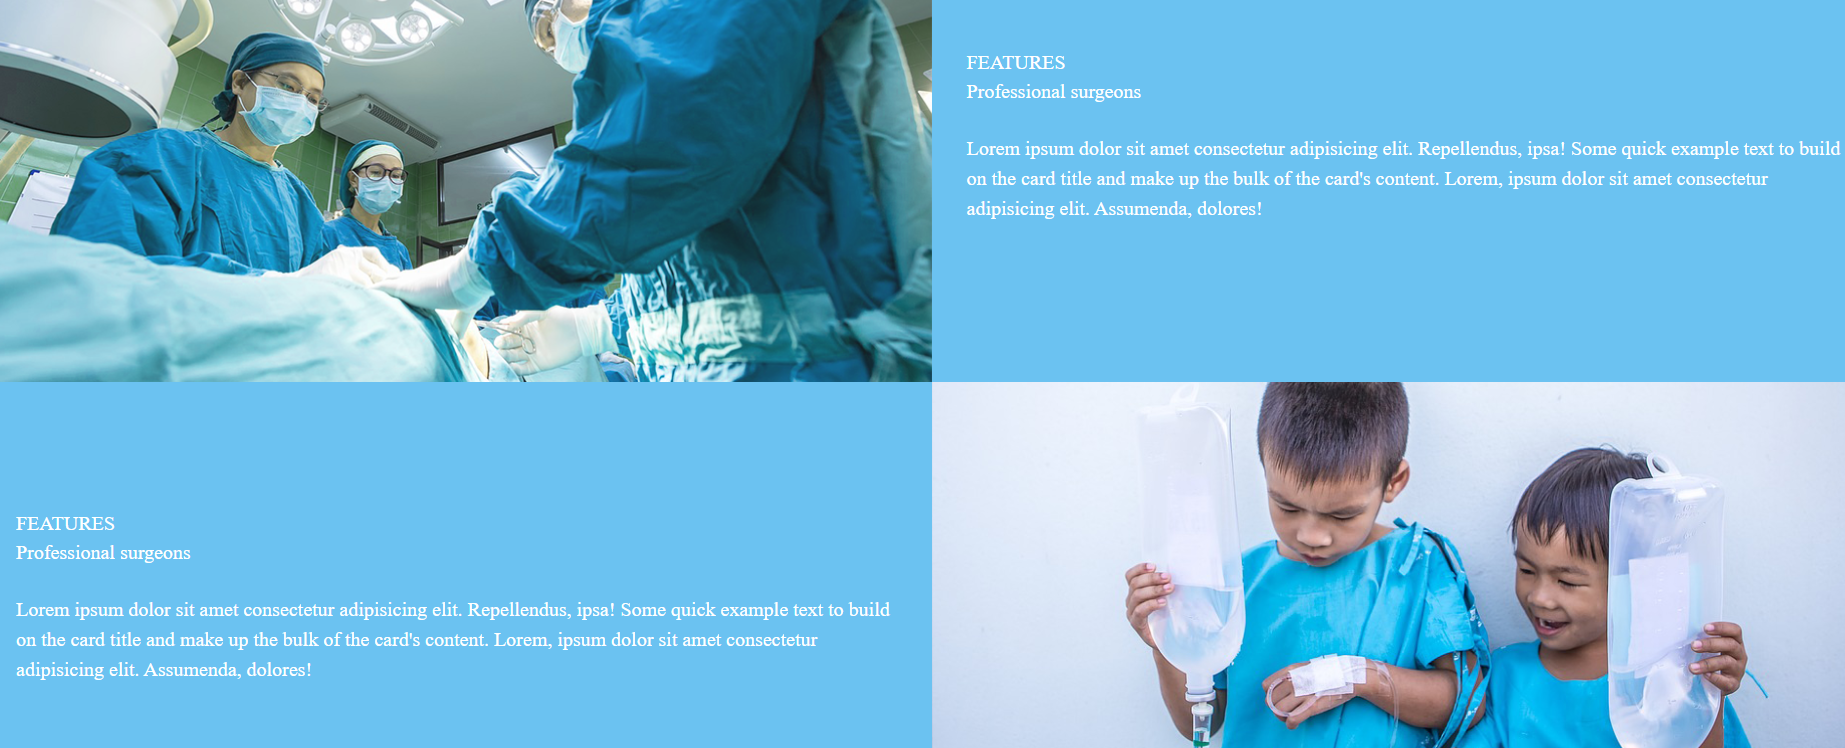 FEATURES
Professional surgeons
Lorem ipsum dolor sit amet consectetur adipisicing elit. Repellendus, ipsa! Some quick example text to build
on the card title and make up the bulk of the card's content. Lorem, ipsum dolor sit amet consectetur
adipisicing elit. Assumenda, dolores!
FEATURES
Professional surgeons
Lorem ipsum dolor sit amet consectetur adipisicing elit. Repellendus, ipsa! Some quick example text to build
on the card title and make up the bulk of the card's content. Lorem, ipsum dolor sit amet consectetur
adipisicing elit. Assumenda, dolores!